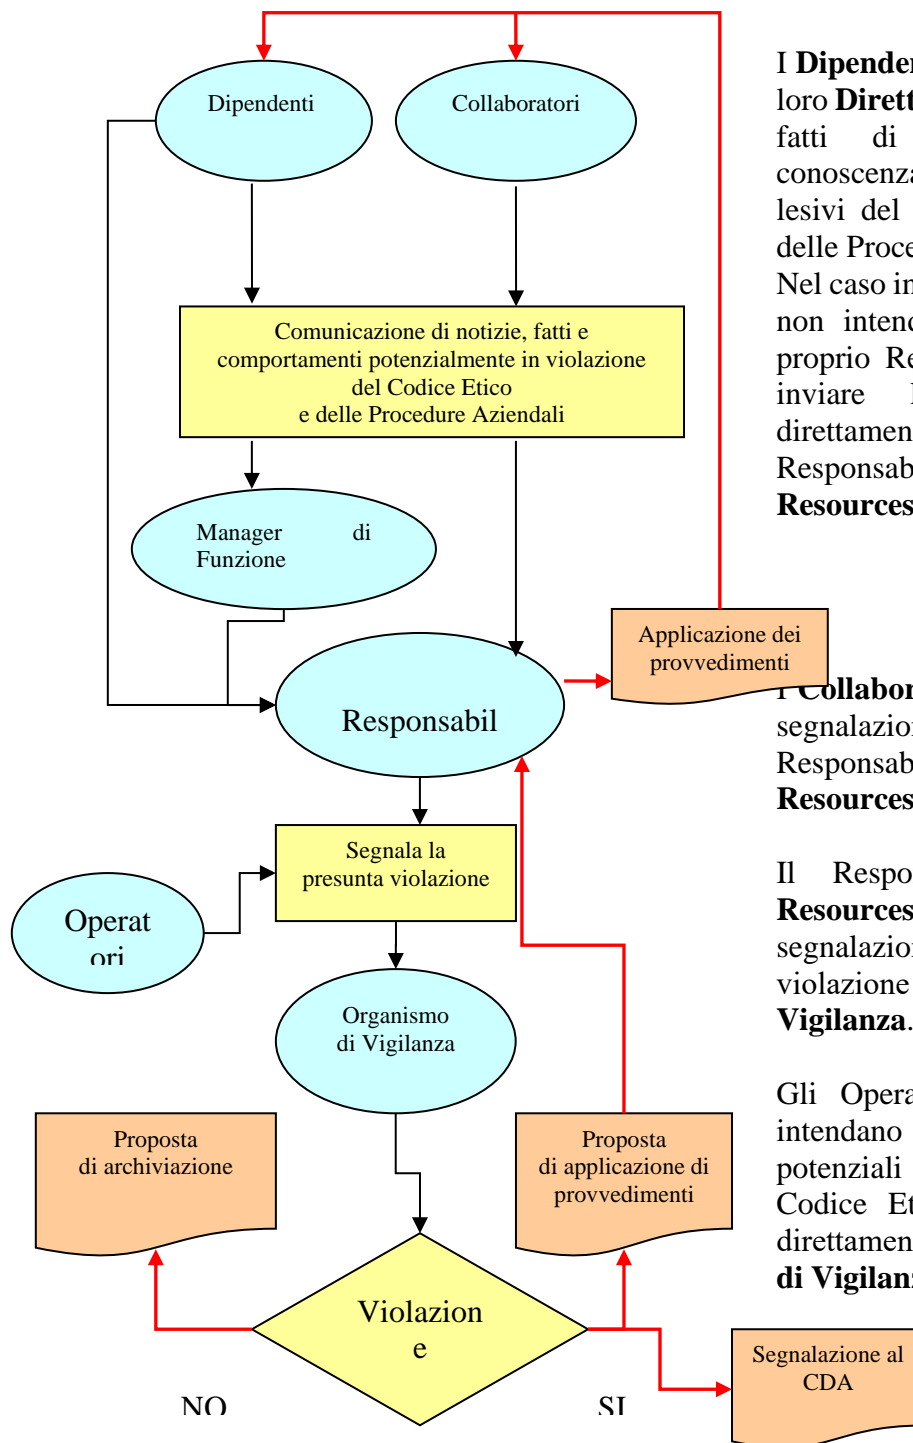 Dipendenti
Collaboratori
Comunicazione di notizie, fatti e
comportamenti potenzialmente in violazione
del Codice Etico
e delle Procedure Aziendali
Manager di
Funzione
Applicazione dei
provvedimenti
Responsabil
Segnala la
presunta violazione
Operat
ori
Organismo
di Vigilanza
Proposta
di archiviazione
Proposta
di applicazione di
provvedimenti
Violazion
e
NO
SI
Segnalazione al
CDA
I Dipenden
loro Dirett
fatti di
conoscenza
lesivi del
delle Proce
Nel caso in
non intend
proprio Re
inviare
direttamen
Responsab
Resources
I Collabor
segnalazion
Responsab
Resources
Il Respo
Resources
segnalazion
violazione
Vigilanza.
Gli Opera
intendano
potenziali
Codice Et
direttamen
di Vigilanz